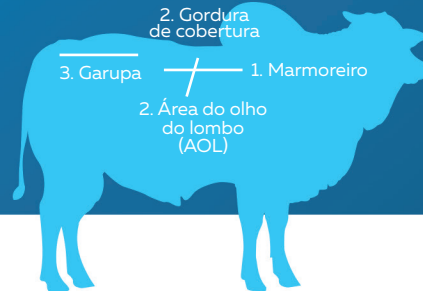 2. Gordura
de cobertura
3. Garupa
1. Marmoreiro
2. Área do olho
do lombo
(AOL)